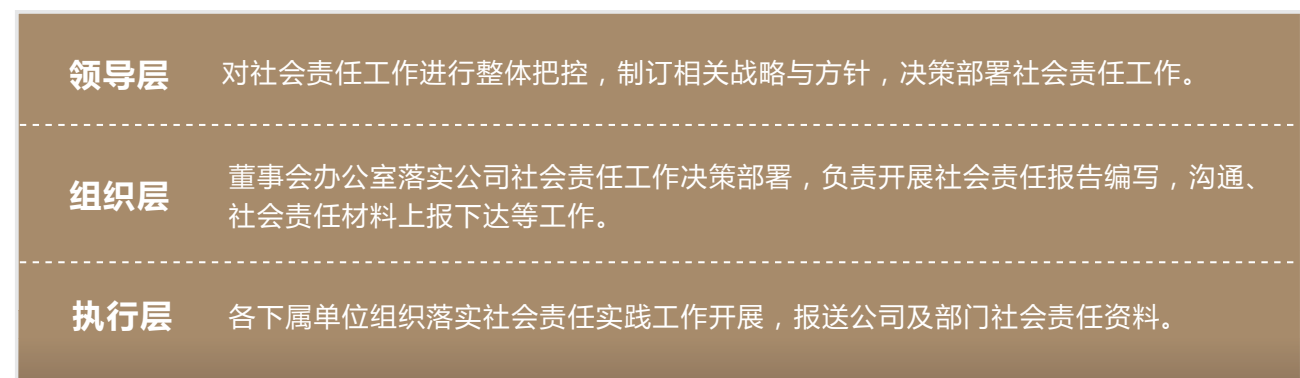 领导层
对社会责任工作进行整体把控，制订相关战略与方针，决策部署社会责任工作。
组织层
董事会办公室落实公司社会责任工作决策部署，负责开展社会责任报告编写，沟通、
社会责任材料上报下达等工作。
执行层
各下属单位组织落实社会责任实践工作开展，报送公司及部门社会责任资料。